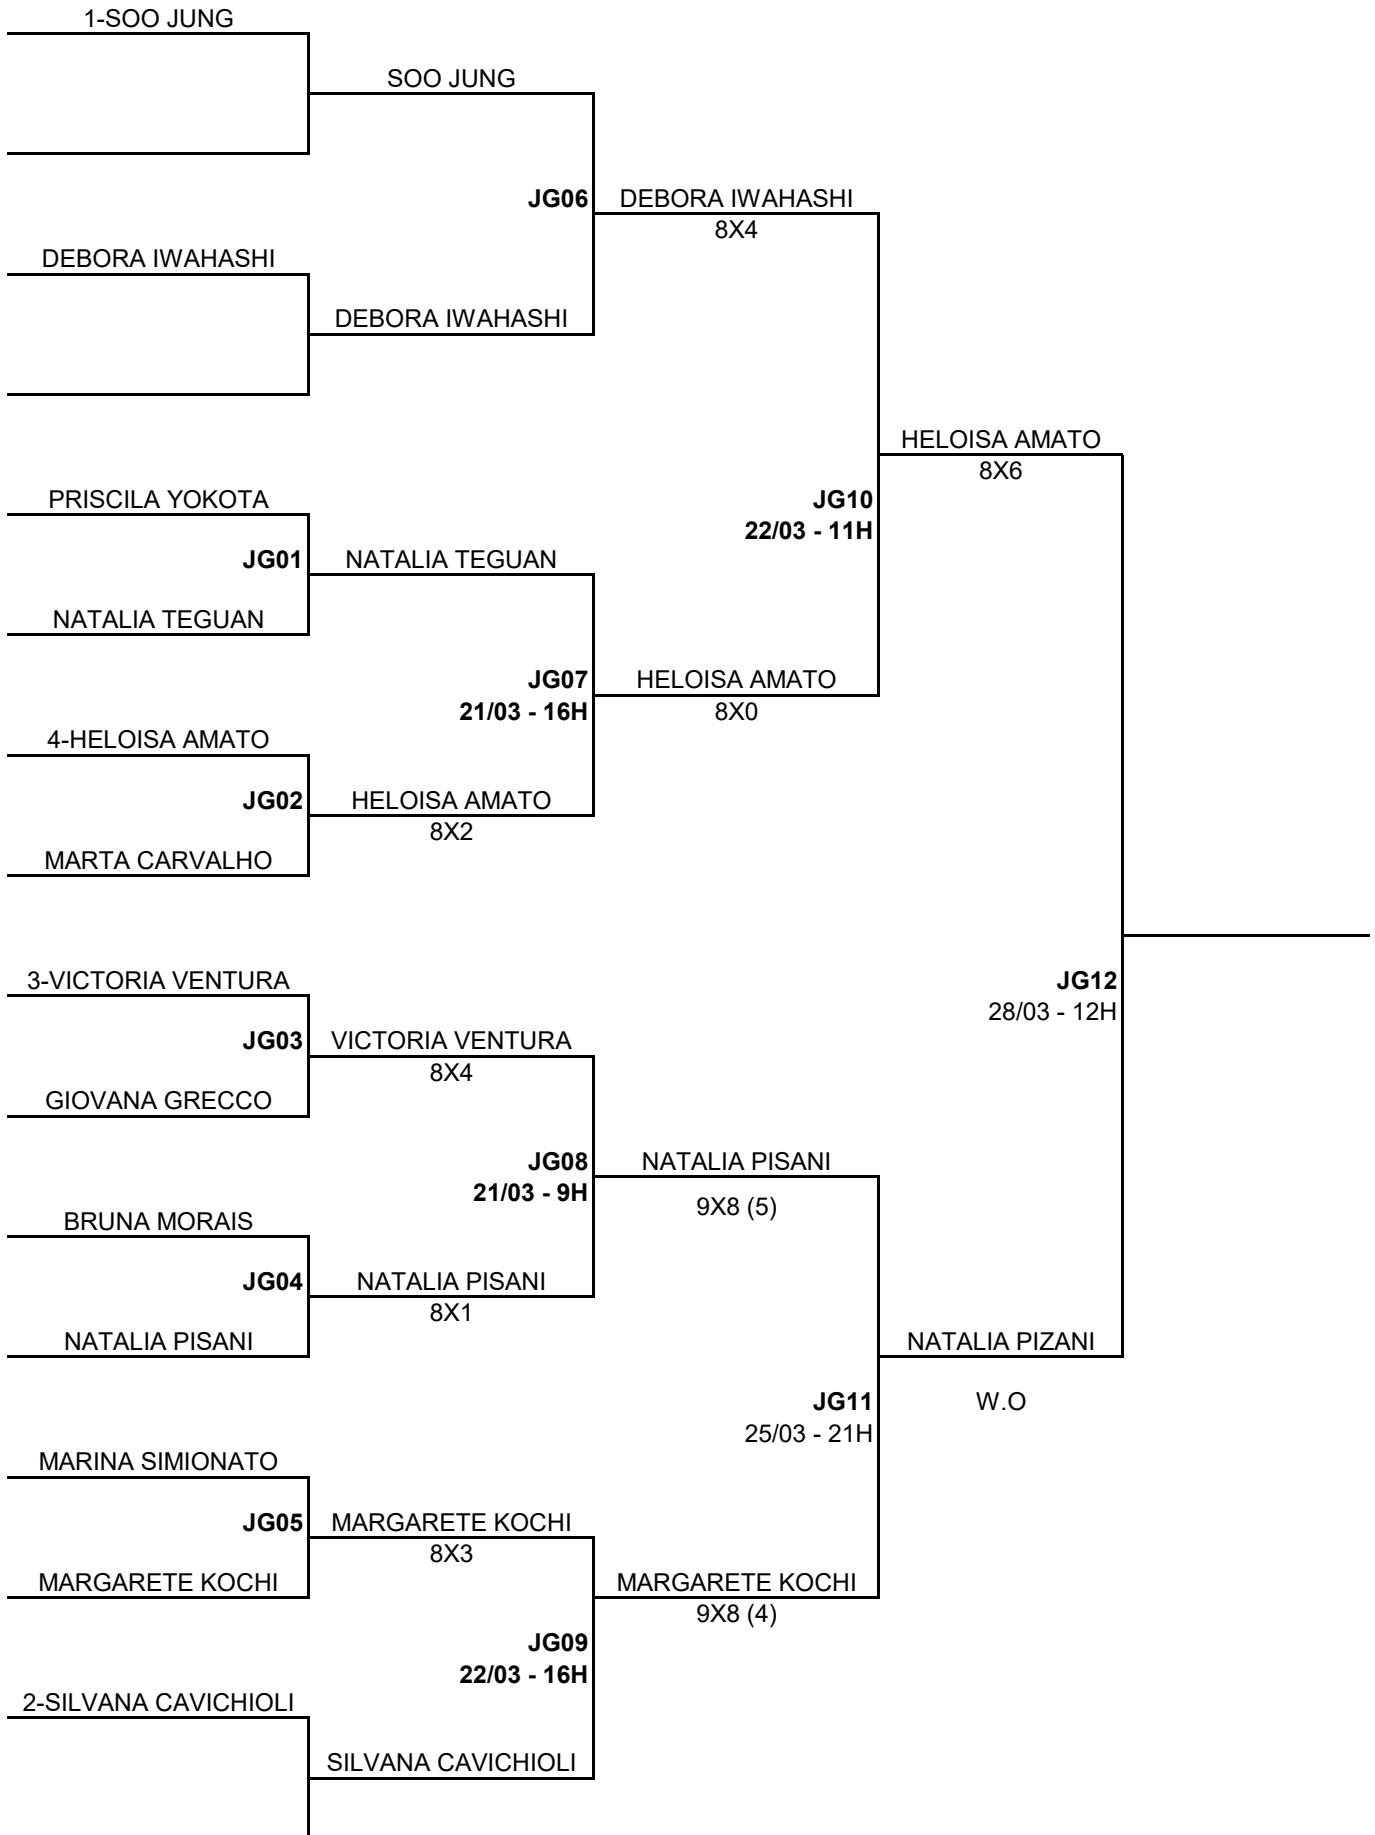 1-SOO JUNG
SOO JUNG
JG06
DEBORA IWAHASHI
8X4
DEBORA IWAHASHI
DEBORA IWAHASHI
HELOISA AMATO
8X6
PRISCILA YOKOTA
JG10
22/03 - 11H
JG01
NATALIA TEGUAN
NATALIA TEGUAN
JG07
21/03 - 16H
HELOISA AMATO
8X0
4-HELOISA AMATO
JG02
HELOISA AMATO
8X2
MARTA CARVALHO
3-VICTORIA VENTURA
JG12
28/03 - 12H
JG03
VICTORIA VENTURA
8X4
GIOVANA GRECCO
JG08
21/03 - 9H
NATALIA PISANI
9X8 (5)
BRUNA MORAIS
JG04
NATALIA PISANI
8X1
NATALIA PISANI
NATALIA PIZANI
JG11
25/03 - 21H
W.O
MARINA SIMIONATO
JG05
MARGARETE KOCHI
8X3
MARGARETE KOCHI
MARGARETE KOCHI
9X8 (4)
JG09
22/03 - 16H
2-SILVANA CAVICHIOLI
SILVANA CAVICHIOLI